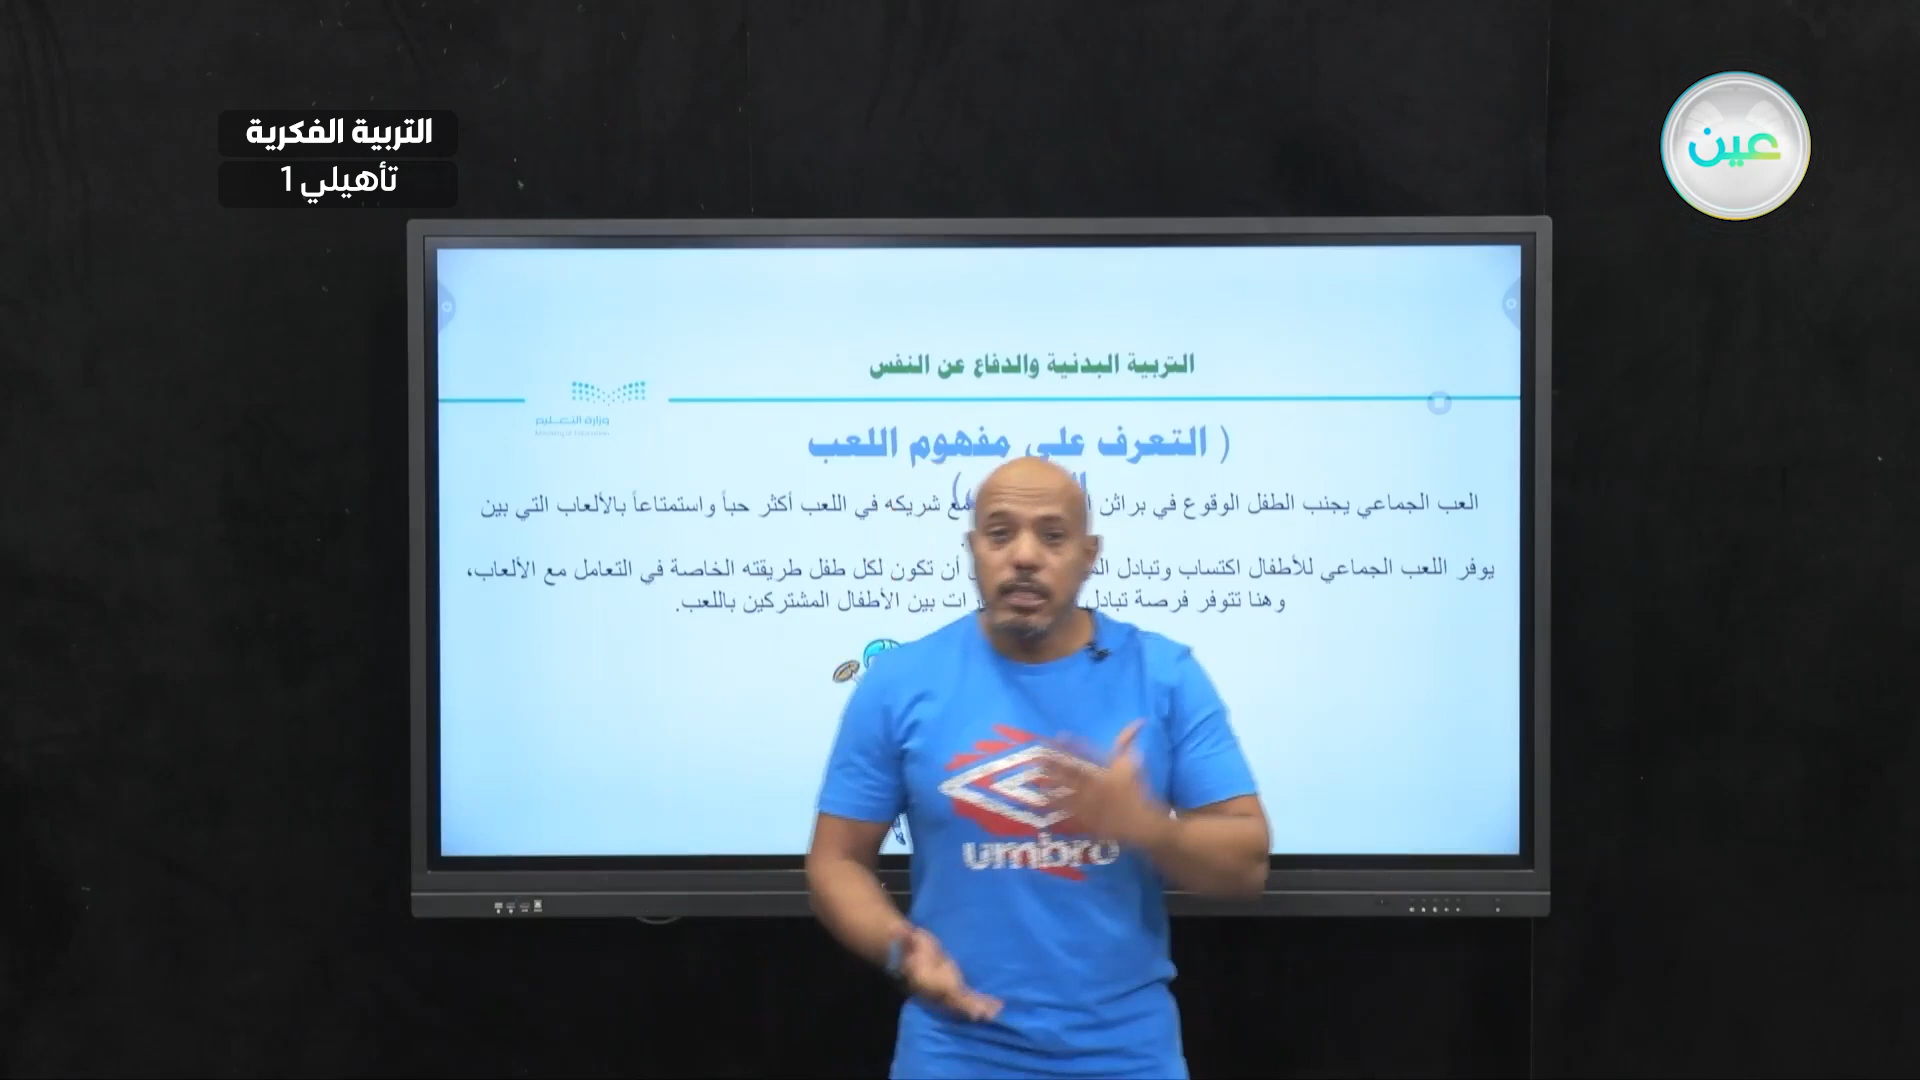 التربية الفكرية
تأهيلي 1
عين
التربية البدنية والدفاع عن النفس
وزارة التعليم
Ministry of Education
( التعرف على مفهوم اللعب
العب الجماعي يجنب الطفل الوقوع في براثن مع شريكه في اللعب أكثر حباً واستمتاعاً بالألعاب التي بين
يوفر اللعب الجماعي للأطفال اكتساب وتبادل أن تكون لكل طفل طريقته الخاصة في التعامل مع الألعاب،
وهنا تتوفر فرصة تبادل بين الأطفال المشتركين باللعب.
umbro